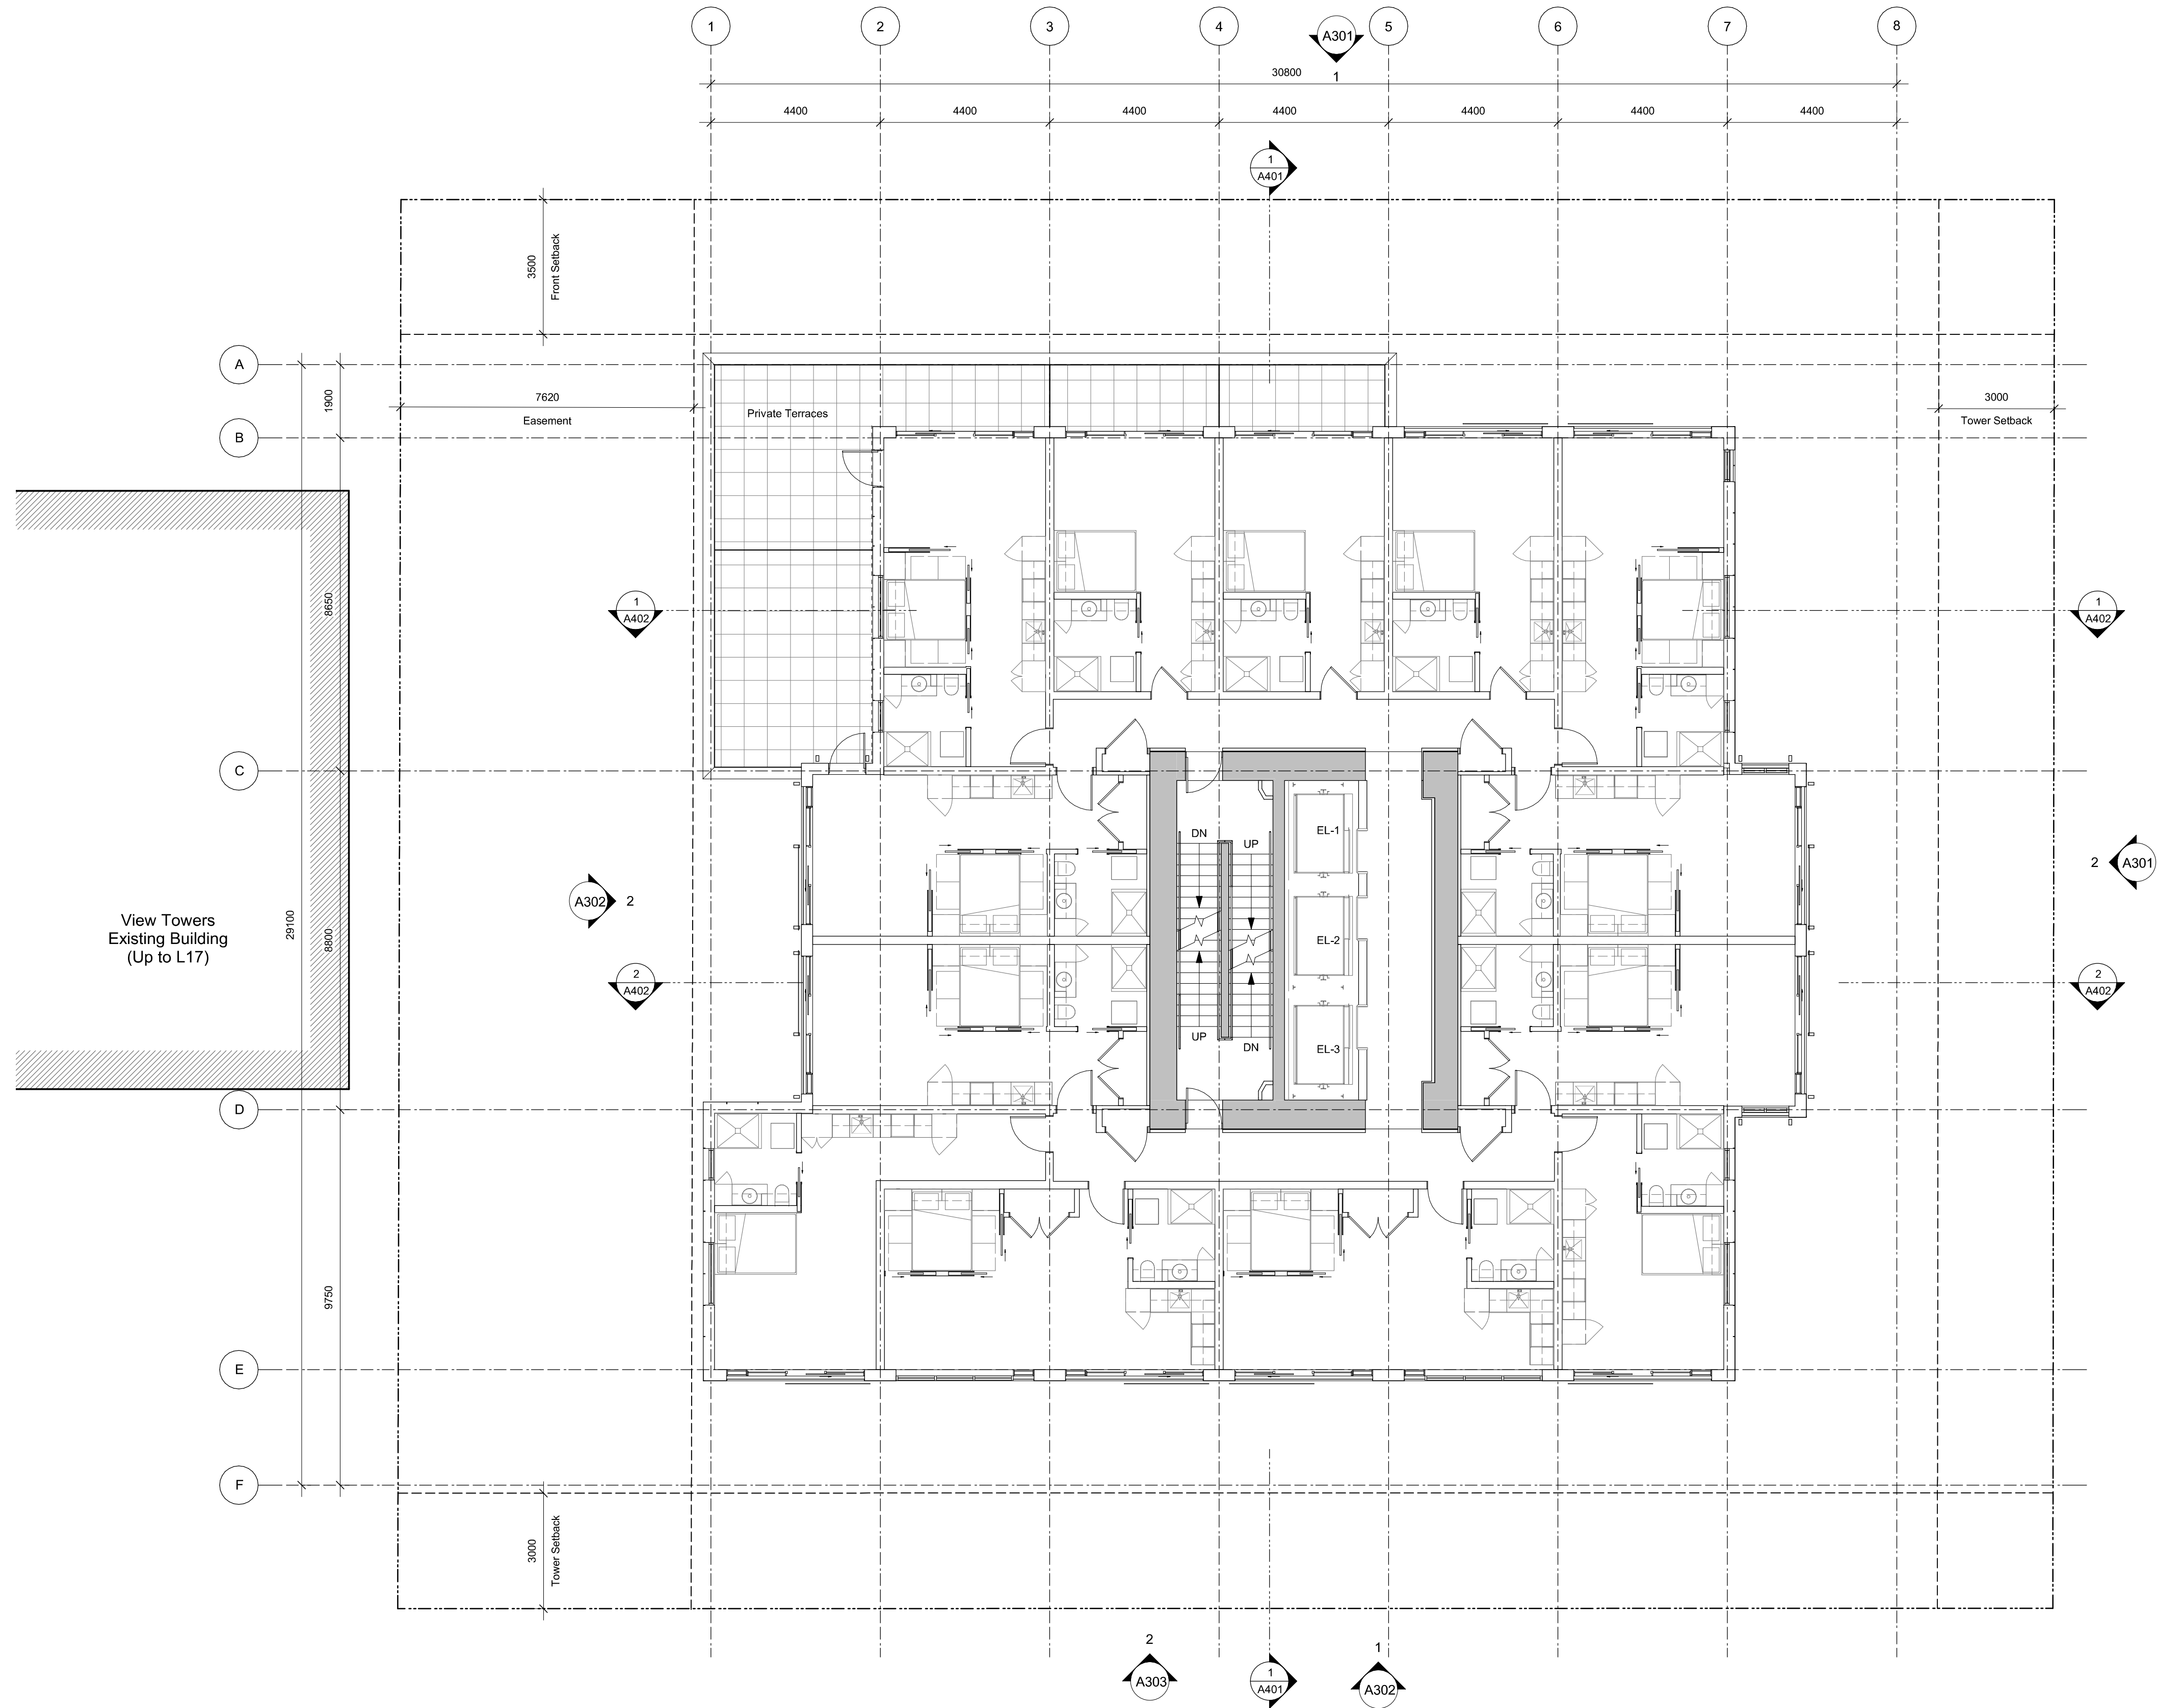 1
2
3
4
5
6
7
8
A301
1
30800
4400
4400
4400
4400
4400
4400
4400
1
A401
3500
Front Setback
A
1900
7620
Easement
Private Terraces
3000
Tower Setback
B
8650
1
A402
1
A402
C
View Towers
Existing Building
(Up to L17)
29100
8800
A302
2
2
A402
DN
UP
EL-1
EL-2
EL-3
UP
DN
2
A301
2
A402
D
9750
E
F
3000
Tower Setback
2
A303
1
A401
1
A302